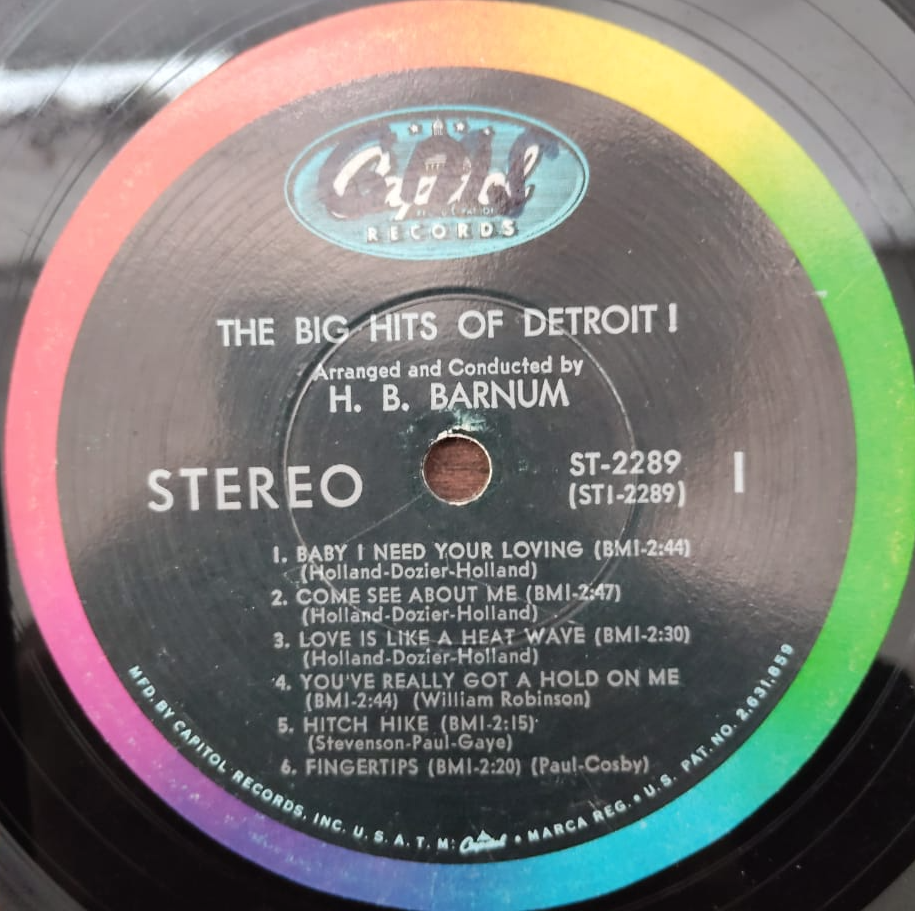 Capitol
RECORDS
THE BIG HITS OF DETROIT!
Arranged and Conducted by
H. B. BARNUM
STEREO
ST-2289
(ST1-2289)
1
1. BABY I NEED YOUR LOVING (BMI-2:44)
(Holland-Dozier-Holland)
2. COME SEE ABOUT ME (BMI-2:47)
(Holland-Dozier-Holland)
3. LOVE IS LIKE A HEAT WAVE (BMI-2:30)
(Holland-Dozier-Holland)
4. YOU'VE REALLY GOT A HOLD ON ME
(BMI-2:44) (William Robinson)
5. HITCH HIKE (BMI-2:15)
(Stevenson-Paul-Gaye)
6. FINGERTIPS (BMI-2:20) (Paul-Cosby)
MFD. BY CAPITOL RECORDS, INC. U. S. A. T. M: Capitol • MARCA REG. • U. S. PAT. NO. 2,631,859